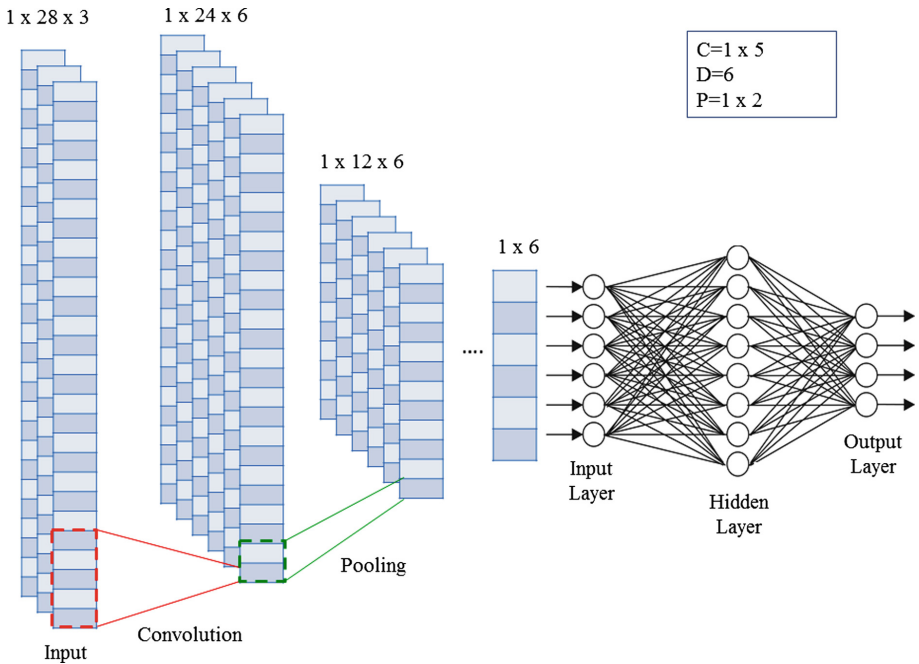 1 x 28 x 3
1 x 24 x 6
C=1 x 5
D=6
P=1 x 2
1 x 12 x 6
1 x 6
....
Input
Layer
Hidden
Layer
Output
Layer
Pooling
Convolution
Input